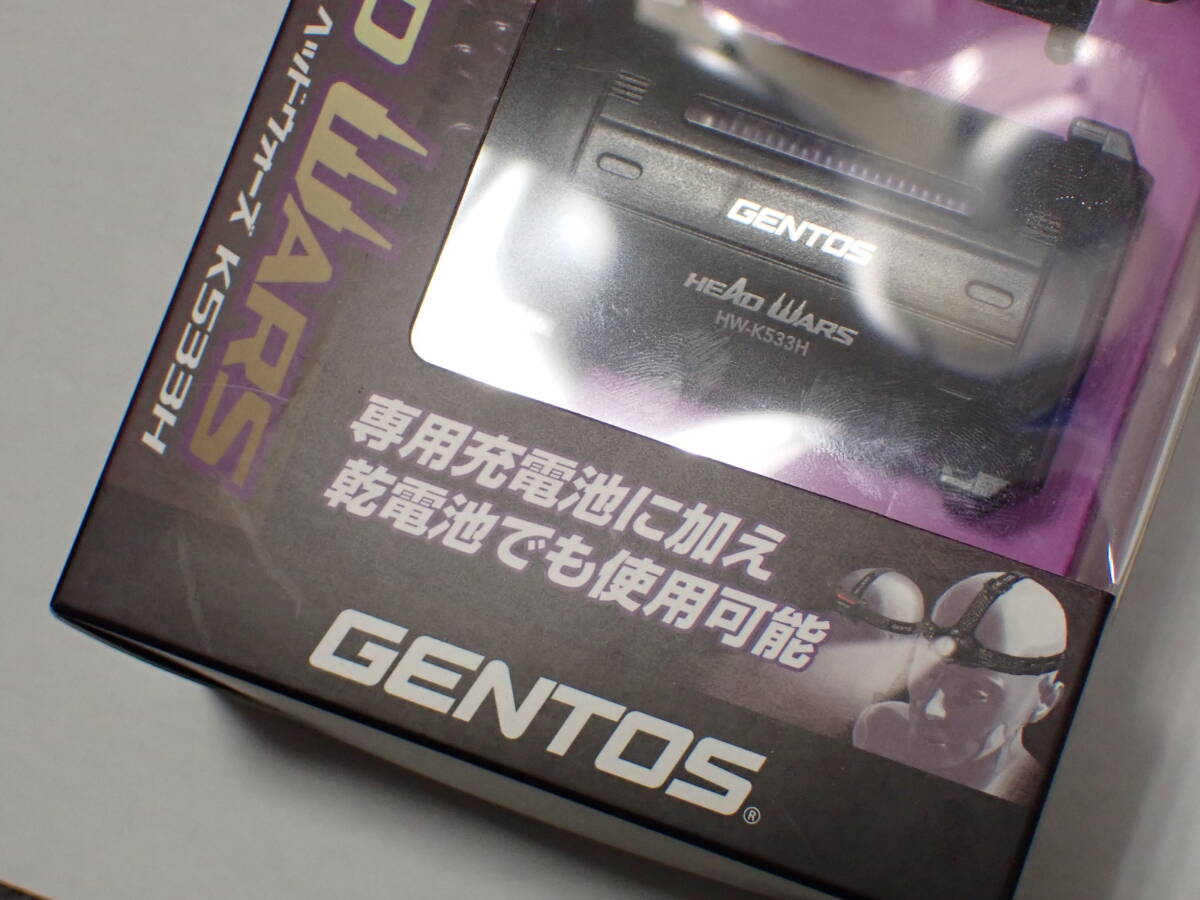 WARS
ヘッドウォーズ K533H
GENTOS
HEAD WARS
HW-K533H
専用充電池に加え
乾電池でも使用可能
GENTOS®